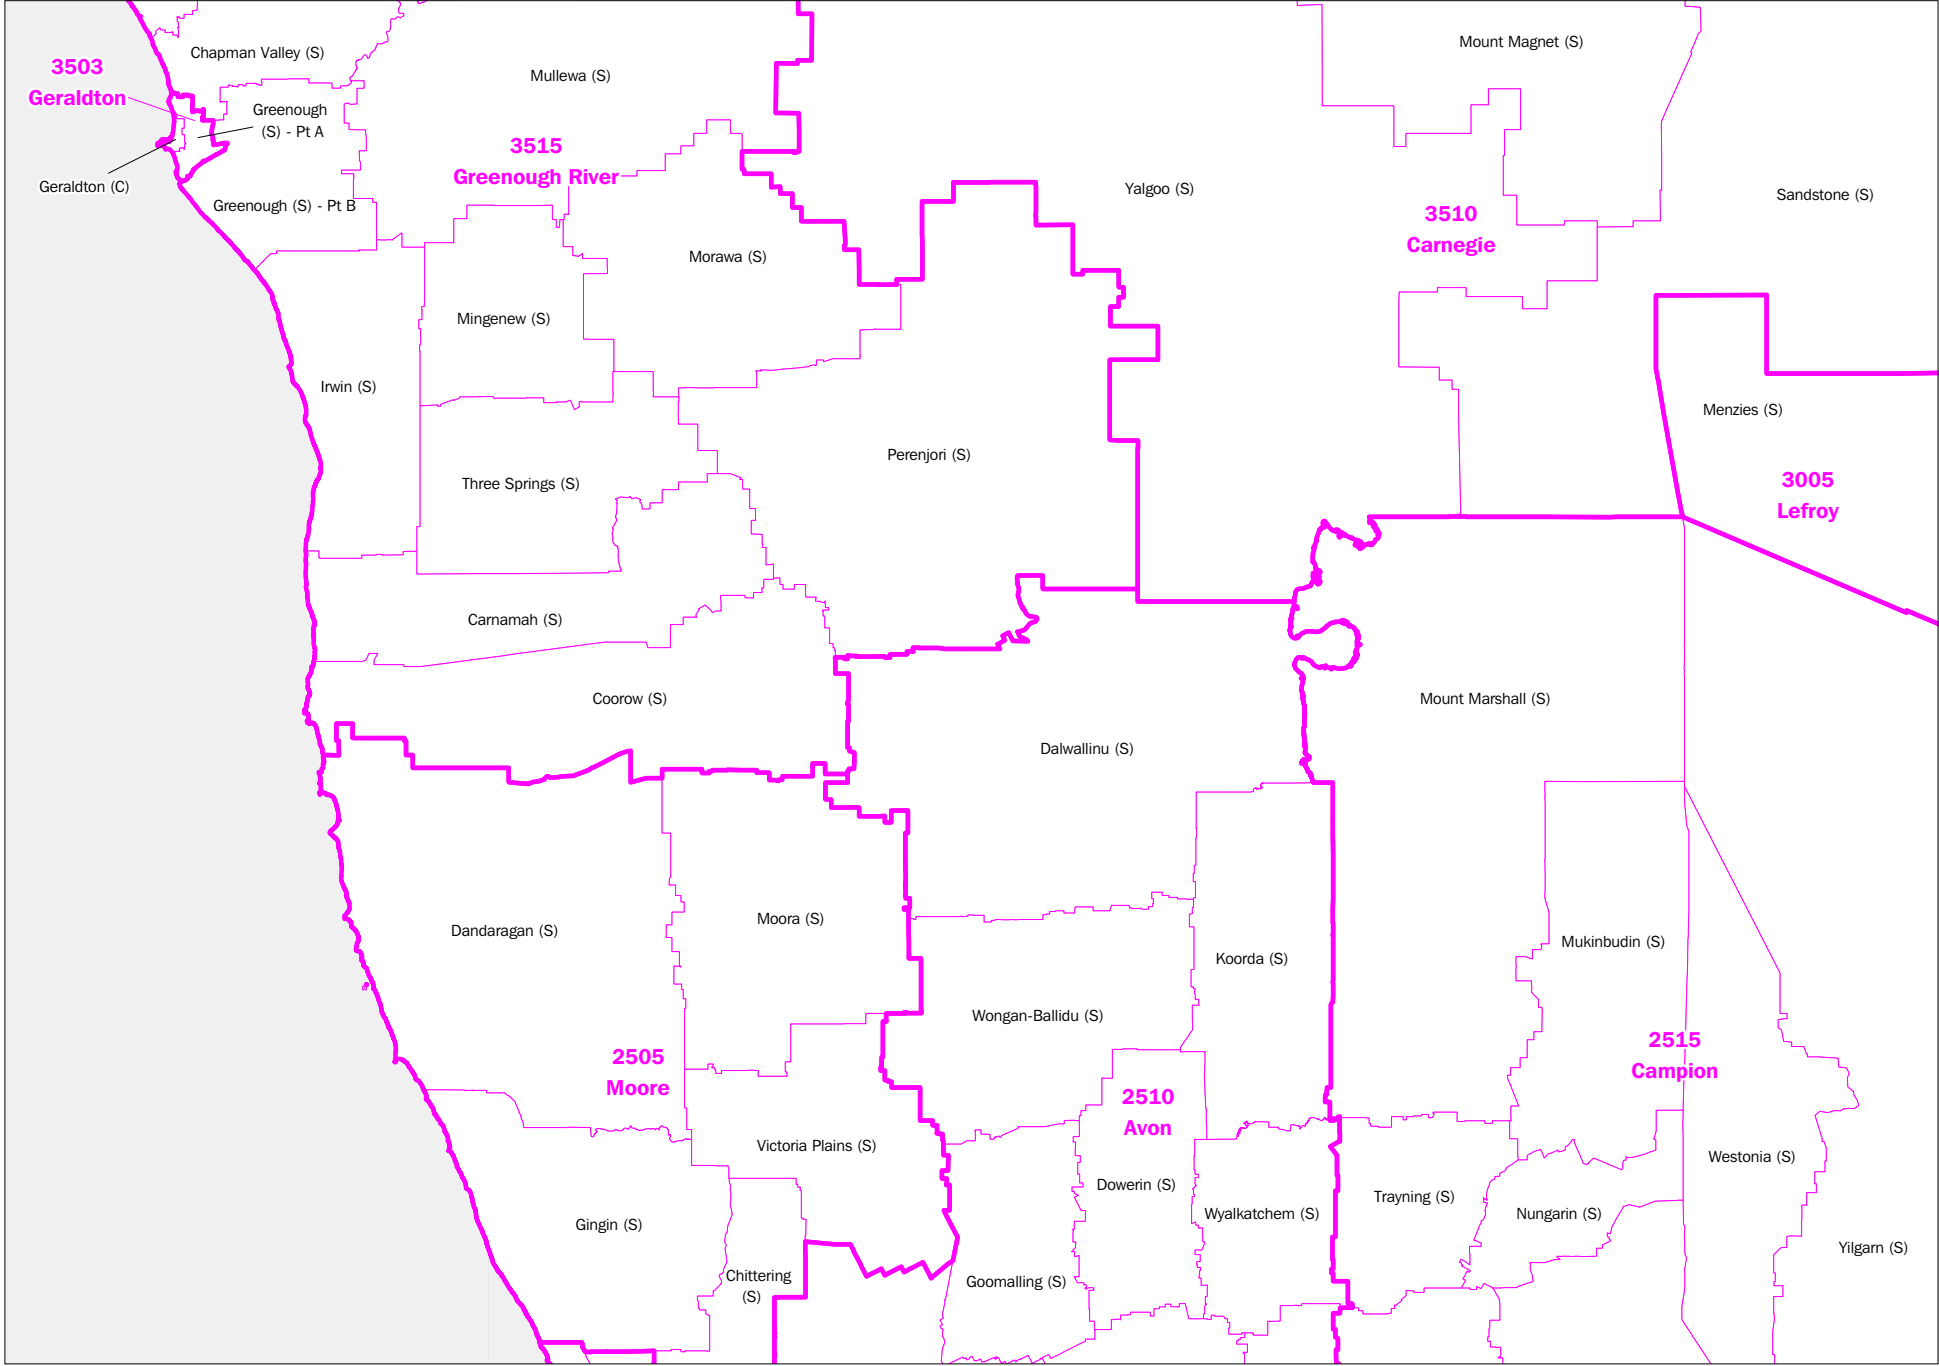 Chapman Valley (S)
Mount Magnet (S)
3503
Geraldton
Mullewa (S)
Greenough
(S) - Pt A
3515
Greenough River
Geraldton (C)
Yalgoo (S)
Sandstone (S)
Greenough (S) - Pt B
3510
Carnegie
Morawa (S)
Mingenew (S)
Irwin (S)
Menzies (S)
Perenjori (S)
Three Springs (S)
3005
Lefroy
Carnamah (S)
Coorow (S)
Mount Marshall (S)
Dalwallinu (S)
Dandaragan (S)
Moora (S)
Mukinbudin (S)
Koorda (S)
Wongan-Ballidu (S)
2505
Moore
2515
Campion
2510
Avon
Victoria Plains (S)
Westonia (S)
Dowerin (S)
Trayning (S)
Wyalkatchem (S)
Nungarin (S)
Gingin (S)
Yilgarn (S)
Chittering
(S)
Goomalling (S)